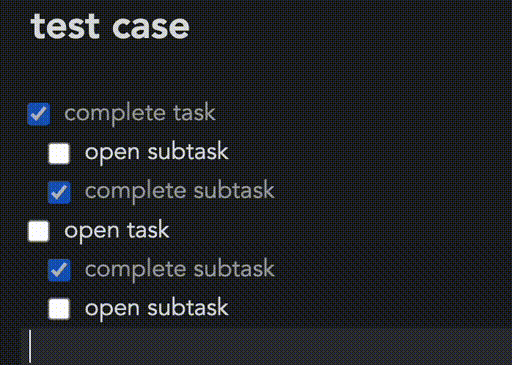 test case
complete task
open subtask
complete subtask
open task
complete subtask
open subtask